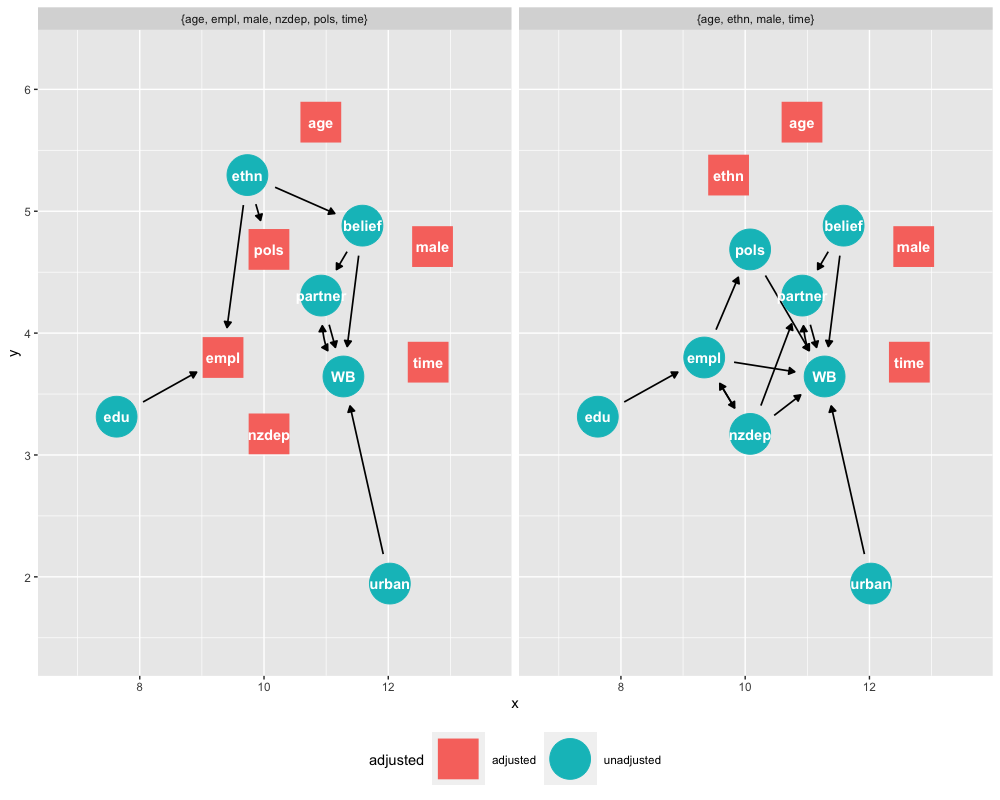 {age, empl, male, nzdep, pols, time}
{age, ethn, male, time}
6
5
4
3
2
y
age
ethn
belief
pols
male
partner
empl
WB
time
edu
nzdep
urban
age
ethn
belief
pols
male
partner
empl
WB
time
edu
nzdep
urban
8
10
12
8
10
12
x
adjusted
adjusted
unadjusted